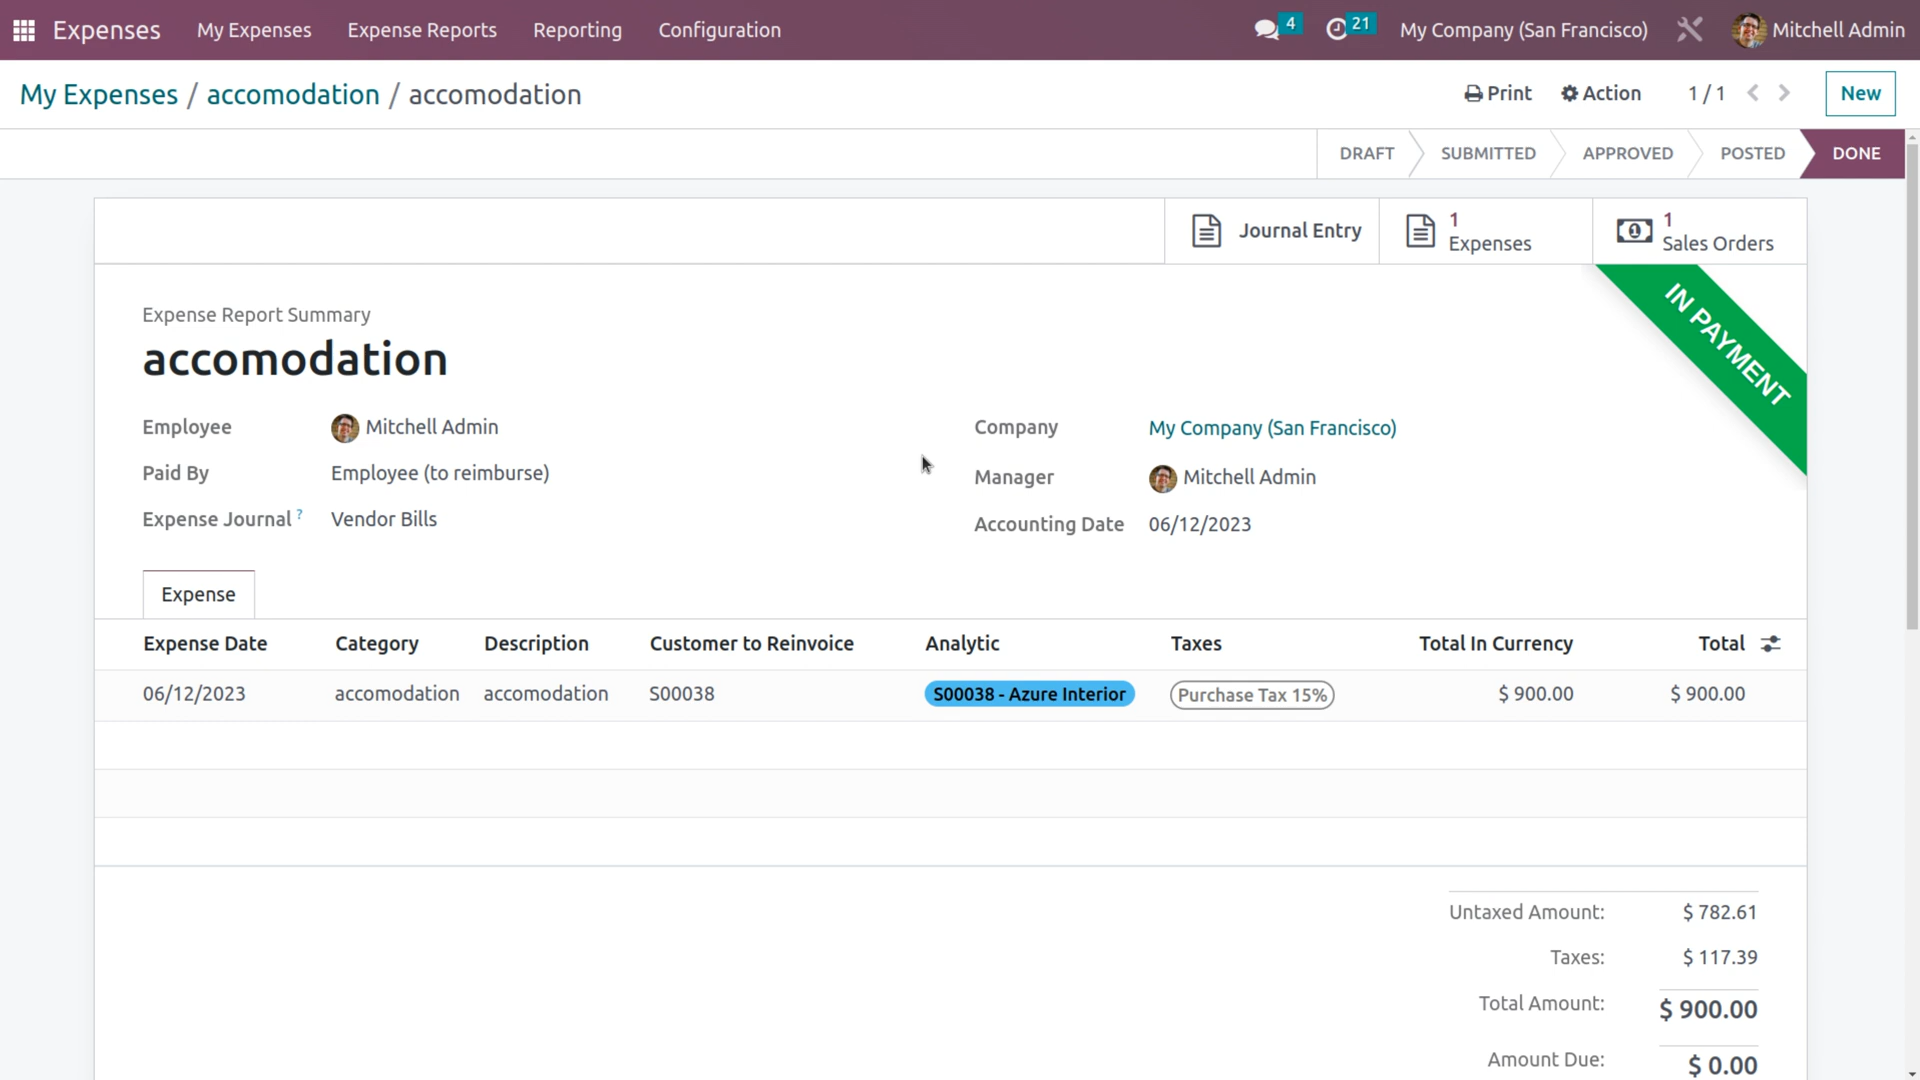 Expenses My Expenses Expense Reports Reporting Configuration 4 21 My Company (San Francisco) Mitchell Admin
My Expenses / accomodation / accomodation Print Action 1 / 1 New
DRAFT SUBMITTED APPROVED POSTED DONE
Journal Entry 1 Expenses 1 Sales Orders
IN PAYMENT
Expense Report Summary
accomodation
Employee Mitchell Admin Company My Company (San Francisco)
Paid By Employee (to reimburse) Manager Mitchell Admin
Expense Journal ? Vendor Bills Accounting Date 06/12/2023
Expense
Expense Date Category Description Customer to Reinvoice Analytic Taxes Total In Currency Total
06/12/2023 accomodation accomodation S00038 S00038 - Azure Interior Purchase Tax 15% $ 900.00 $ 900.00
Untaxed Amount: $ 782.61
Taxes: $ 117.39
Total Amount: $ 900.00
Amount Due: $ 0.00